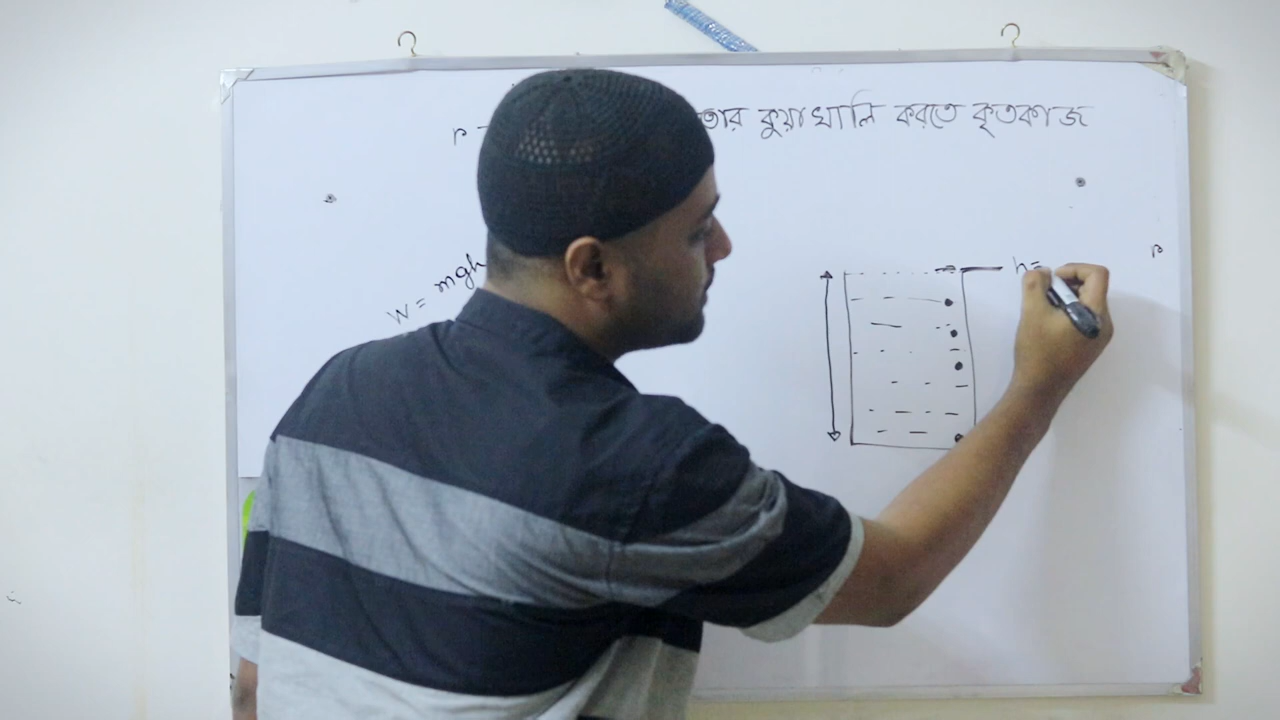 তার কুয়া খালি করতে কৃতকাজ
W = mgh
h=